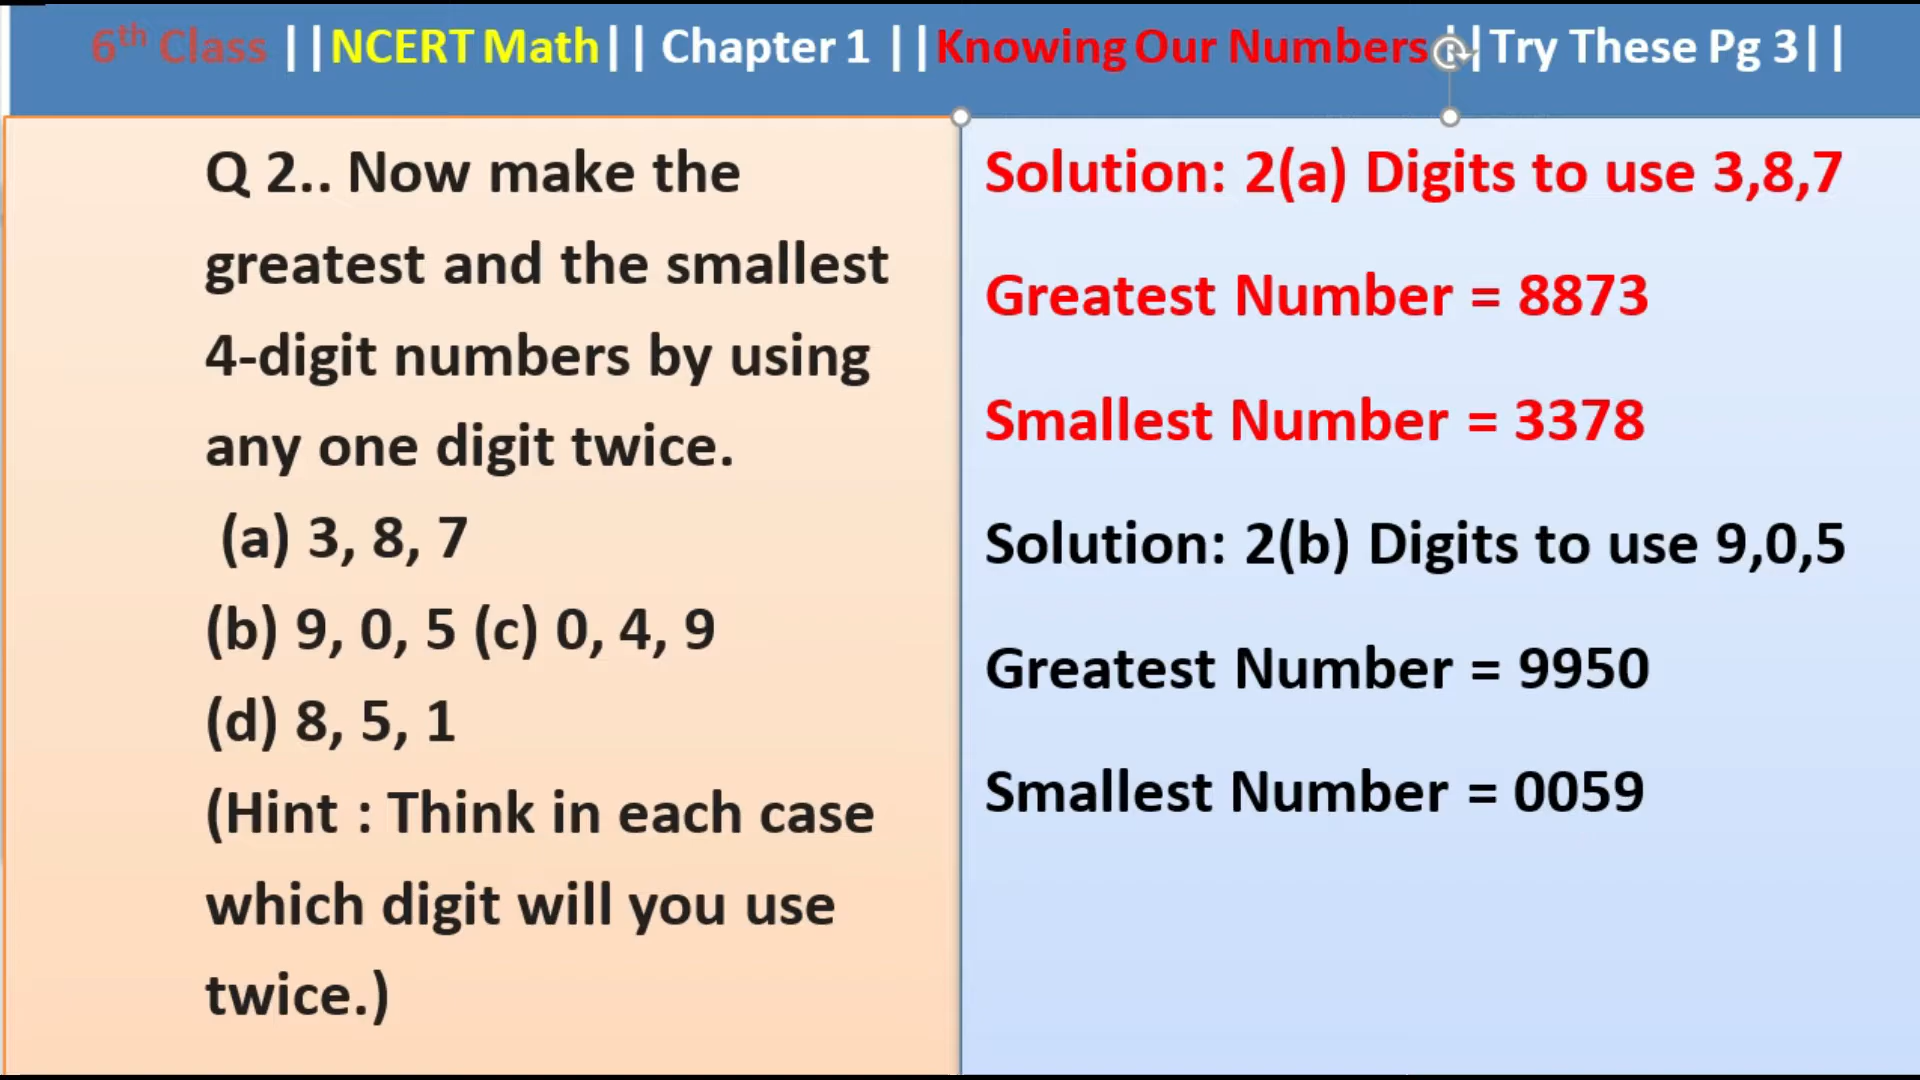 6th Class ||NCERT Math|| Chapter 1 ||Knowing Our Numbers ||Try These Pg 3||
Q 2.. Now make the
greatest and the smallest
4-digit numbers by using
any one digit twice.
(a) 3, 8, 7
(b) 9, 0, 5 (c) 0, 4, 9
(d) 8, 5, 1
(Hint : Think in each case
which digit will you use
twice.)
Solution: 2(a) Digits to use 3,8,7
Greatest Number = 8873
Smallest Number = 3378
Solution: 2(b) Digits to use 9,0,5
Greatest Number = 9950
Smallest Number = 0059